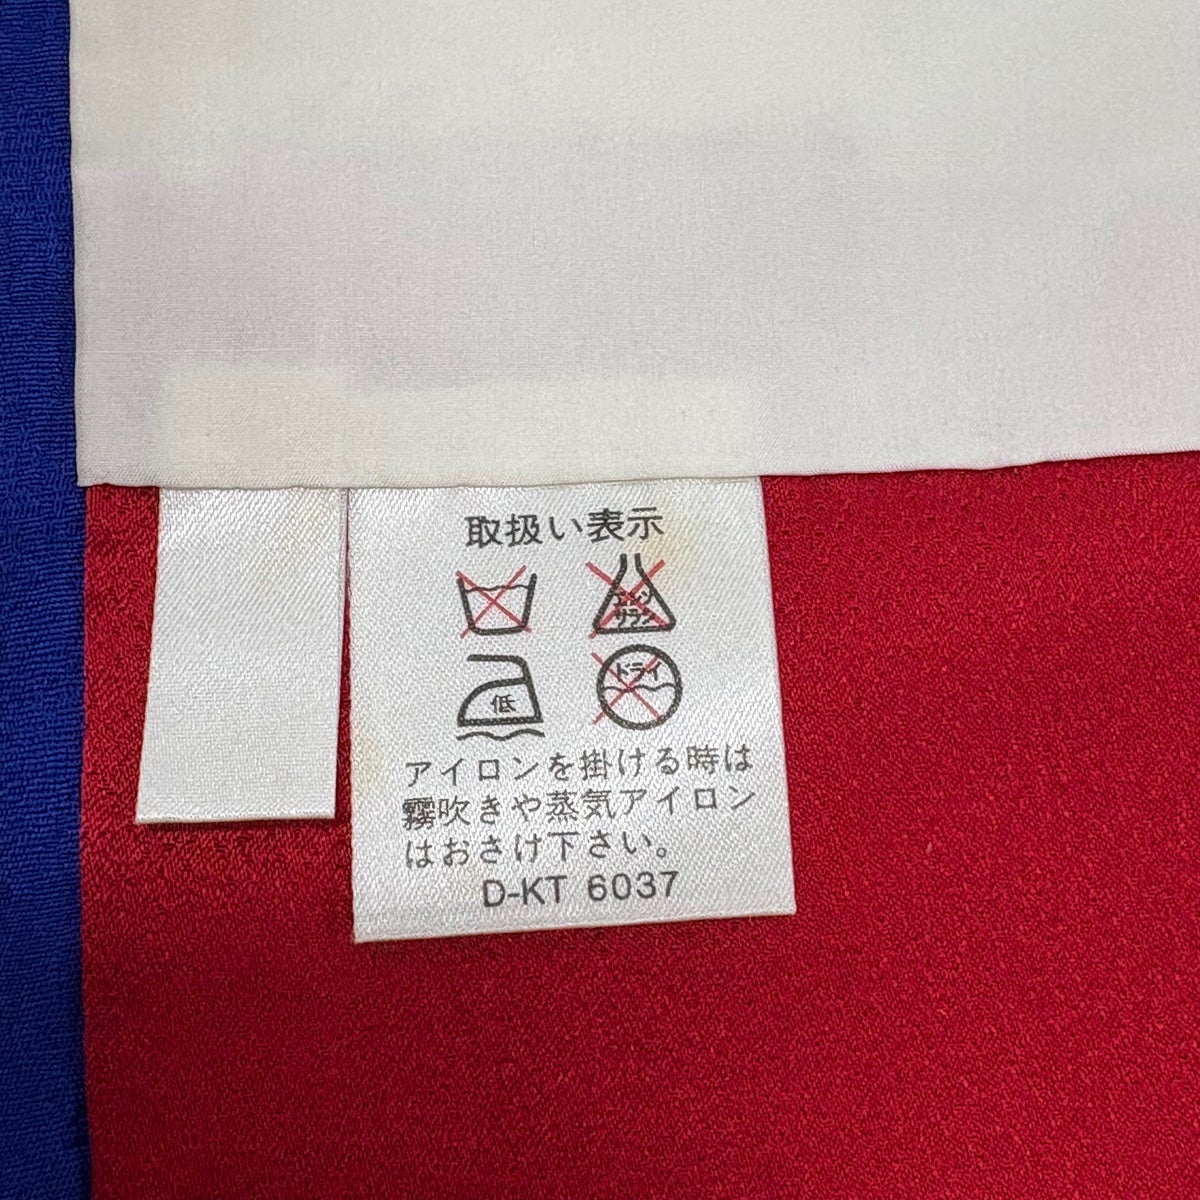 取扱い表示
エンソ
サラシ
低
ドライ
アイロンを掛ける時は
霧吹きや蒸気アイロン
はおさけ下さい。
D-KT 6037